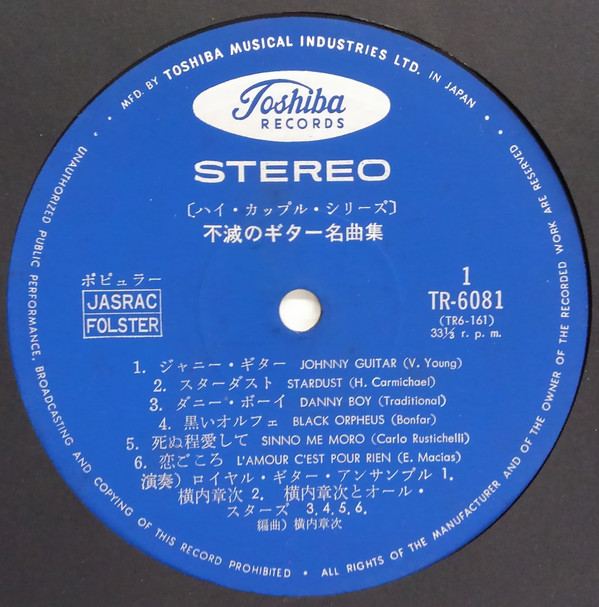 • MFD. BY TOSHIBA MUSICAL INDUSTRIES LTD. IN JAPAN •
Toshiba
RECORDS
STEREO
〔ハイ・カップル・シリーズ〕
不滅のギター名曲集
ポピュラー
JASRAC
FOLSTER
1
TR-6081
(TR6-161)
33⅓ r. p. m.
1. ジャニー・ギター JOHNNY GUITAR (V. Young)
2. スターダスト STARDUST (H. Carmichael)
3. ダニー・ボーイ DANNY BOY (Traditional)
4. 黒いオルフェ BLACK ORPHEUS (Bonfar)
5. 死ぬ程愛して SINNO ME MORO (Carlo Rustichelli)
6. 恋ごころ L'AMOUR C'EST POUR RIEN (E. Macias)
演奏) ロイヤル・ギター・アンサンブル 1.
横内章次 2. 横内章次とオール・
スターズ 3,4,5,6.
編曲) 横内章次
UNAUTHORIZED PUBLIC PERFORMANCE, BROADCASTING AND COPYING OF THIS RECORD PROHIBITED • ALL RIGHTS OF THE MANUFACTURER AND OF THE OWNER OF THE RECORDED WORK ARE RESERVED •